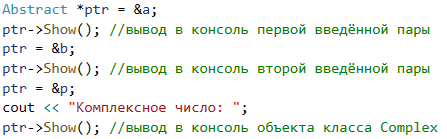 Abstract *ptr = &a;
ptr->Show(); //вывод в консоль первой введённой пары
ptr = &b;
ptr->Show(); //вывод в консоль второй введённой пары
ptr = &p;
cout << "Комплексное число: ";
ptr->Show(); //вывод в консоль объекта класса Complex